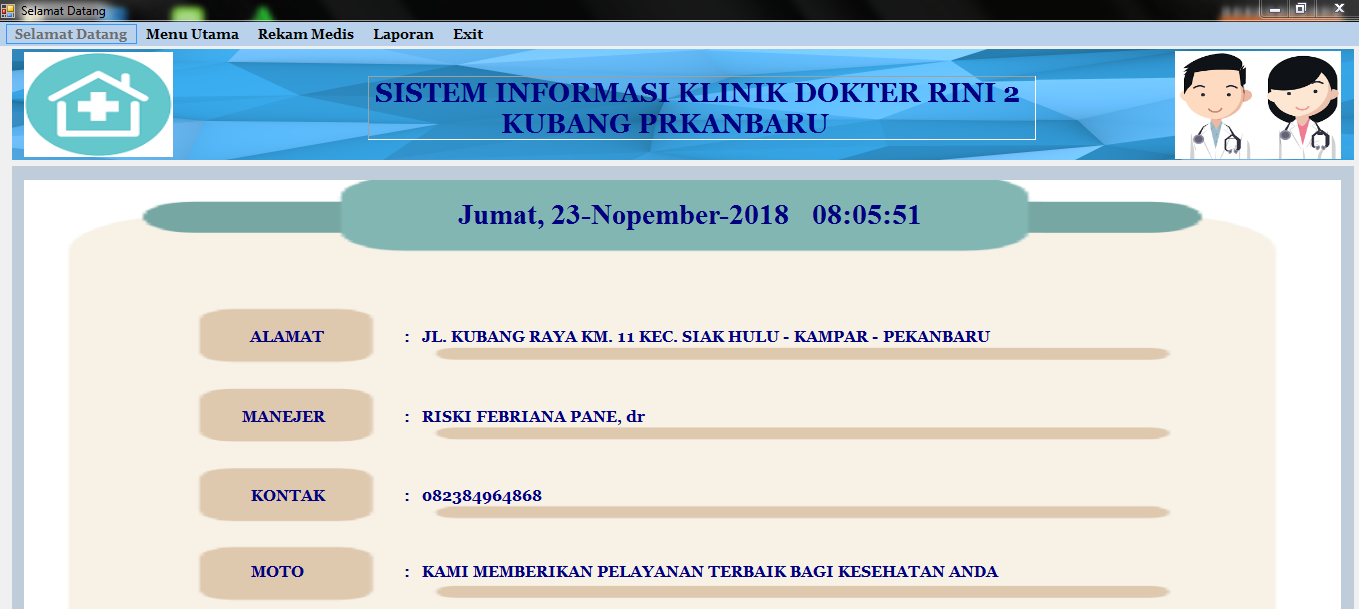 Selamat Datang
Selamat Datang Menu Utama Rekam Medis Laporan Exit
SISTEM INFORMASI KLINIK DOKTER RINI 2
KUBANG PRKANBARU
Jumat, 23-Nopember-2018 08:05:51
ALAMAT : JL. KUBANG RAYA KM. 11 KEC. SIAK HULU - KAMPAR - PEKANBARU
MANEJER : RISKI FEBRIANA PANE, dr
KONTAK : 082384964868
MOTO : KAMI MEMBERIKAN PELAYANAN TERBAIK BAGI KESEHATAN ANDA